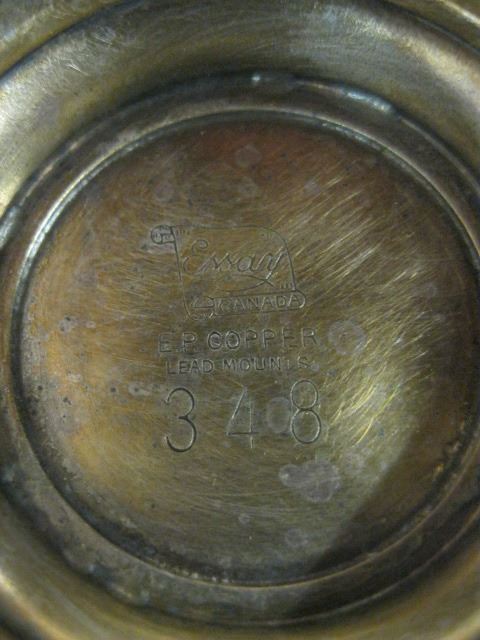 Essay
CANADA
E.P. COPPER
LEAD MOUNTS
348